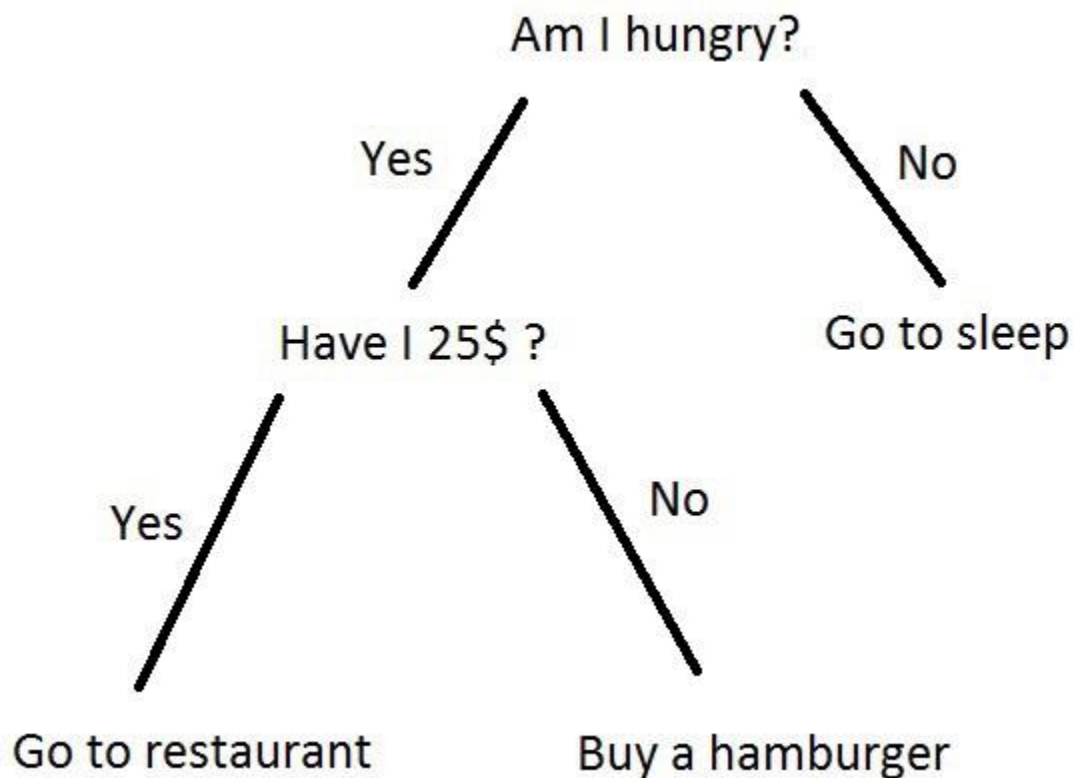 Am I hungry?
Yes
No
Have I 25$ ?
Go to sleep
Yes
No
Go to restaurant
Buy a hamburger